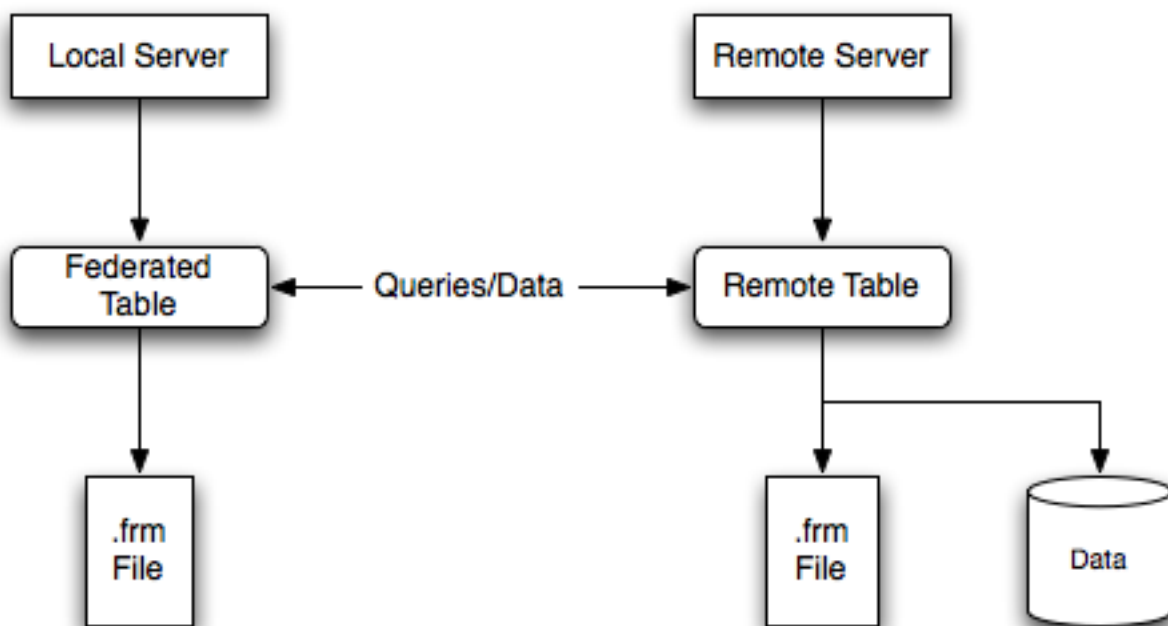 Local Server
Remote Server
Federated
Table
Queries/Data
Remote Table
.frm
File
.frm
File
Data